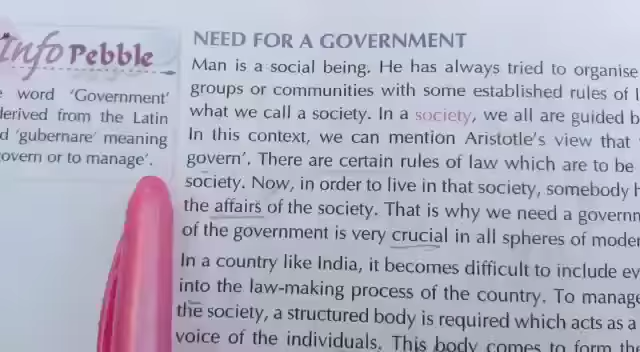 Info Pebble
word 'Government'
derived from the Latin
'gubernare' meaning
govern or to manage'.
NEED FOR A GOVERNMENT
Man is a social being. He has always tried to organise
groups or communities with some established rules of
what we call a society. In a society, we all are guided
In this context, we can mention Aristotle's view that
govern'. There are certain rules of law which are to be
society. Now, in order to live in that society, somebody
the affairs of the society. That is why we need a
of the government is very crucial in all spheres of
In a country like India, it becomes difficult to include
into the law-making process of the country. To
the society, a structured body is required which acts as a
voice of the individuals. This body comes to form